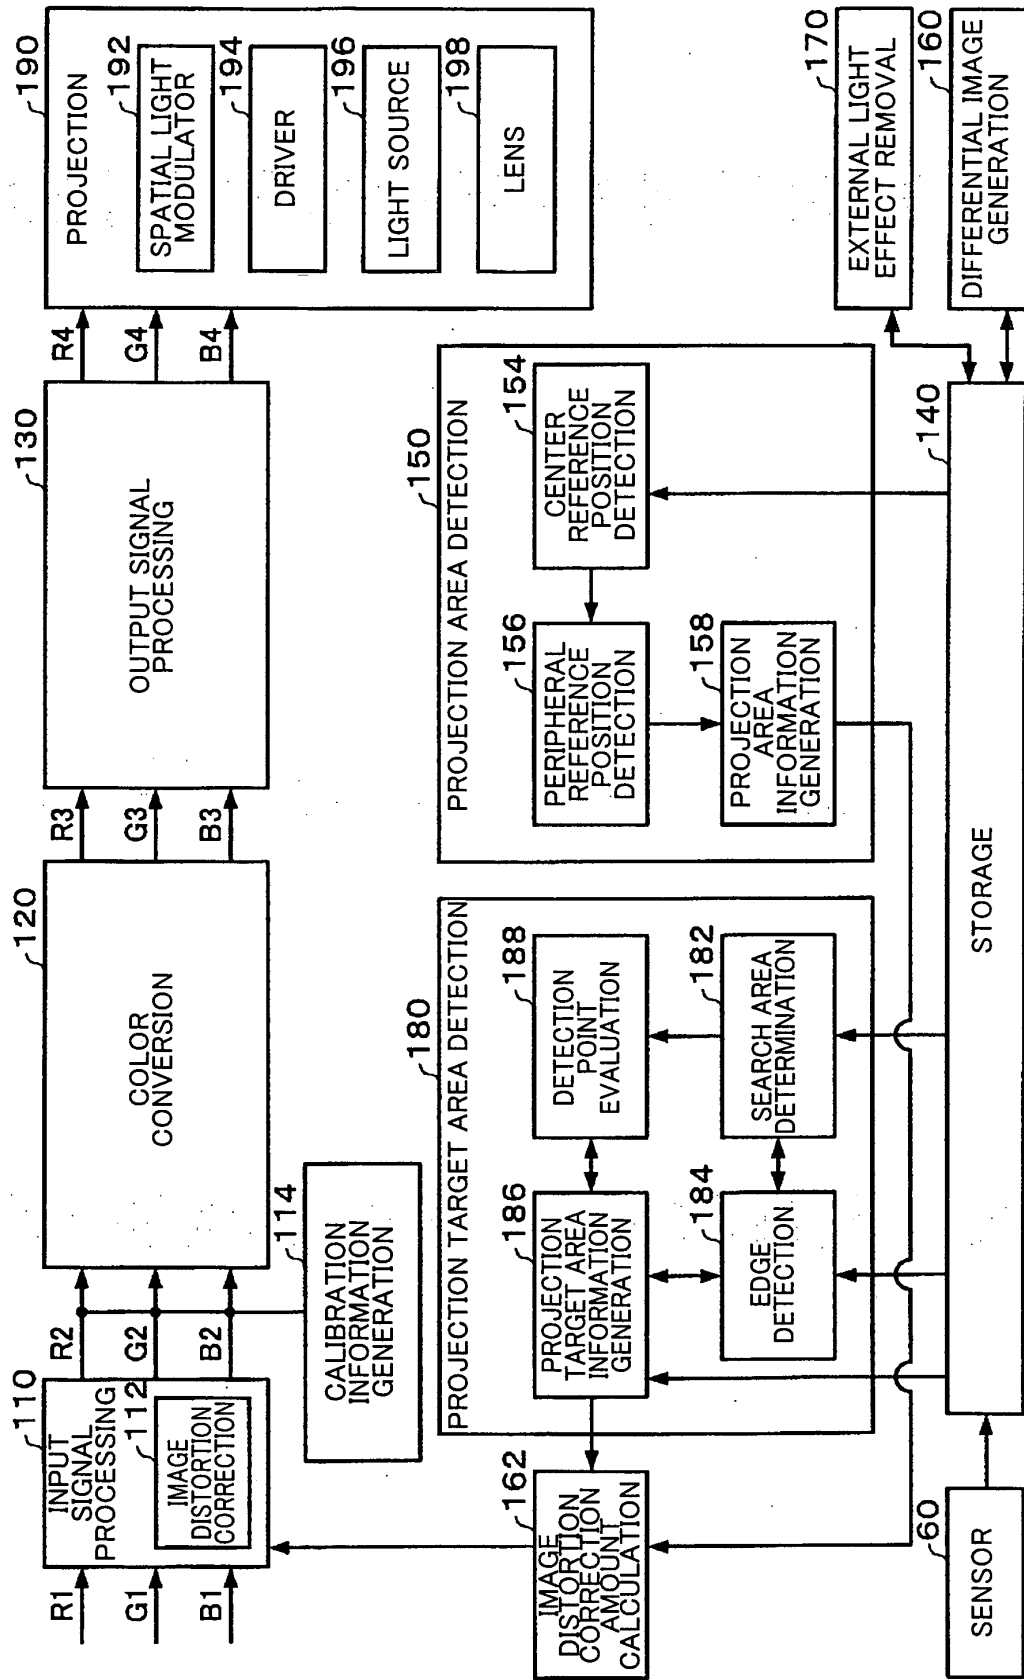 R1
G1
B1
110
INPUT
SIGNAL
PROCESSING
112
IMAGE
DISTORTION
CORRECTION
R2
G2
B2
114
CALIBRATION
INFORMATION
GENERATION
120
COLOR
CONVERSION
R3
G3
B3
130
OUTPUT SIGNAL
PROCESSING
R4
G4
B4
190
PROJECTION
192
SPATIAL LIGHT
MODULATOR
194
DRIVER
196
LIGHT SOURCE
198
LENS
162
IMAGE
DISTORTION
CORRECTION
AMOUNT
CALCULATION
180
PROJECTION TARGET AREA DETECTION
186
PROJECTION
TARGET AREA
INFORMATION
GENERATION
188
DETECTION
POINT
EVALUATION
184
EDGE
DETECTION
182
SEARCH AREA
DETERMINATION
150
PROJECTION AREA DETECTION
156
PERIPHERAL
REFERENCE
POSITION
DETECTION
154
CENTER
REFERENCE
POSITION
DETECTION
158
PROJECTION
AREA
INFORMATION
GENERATION
170
EXTERNAL LIGHT
EFFECT REMOVAL
160
DIFFERENTIAL IMAGE
GENERATION
60
SENSOR
140
STORAGE